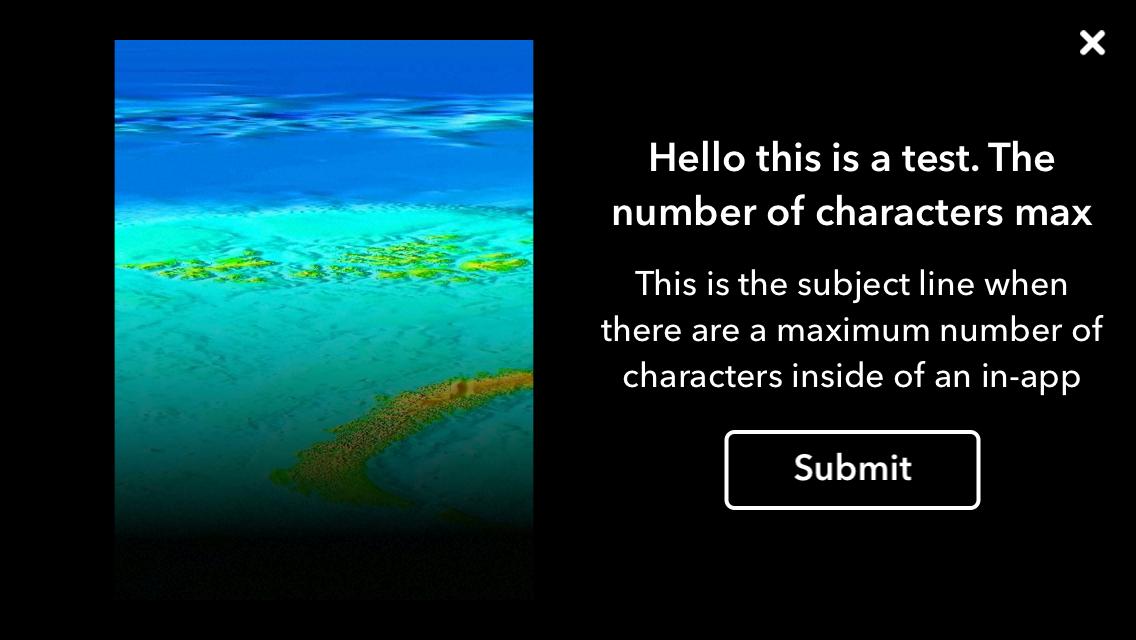 Hello this is a test. The
number of characters max
This is the subject line when
there are a maximum number of
characters inside of an in-app
Submit